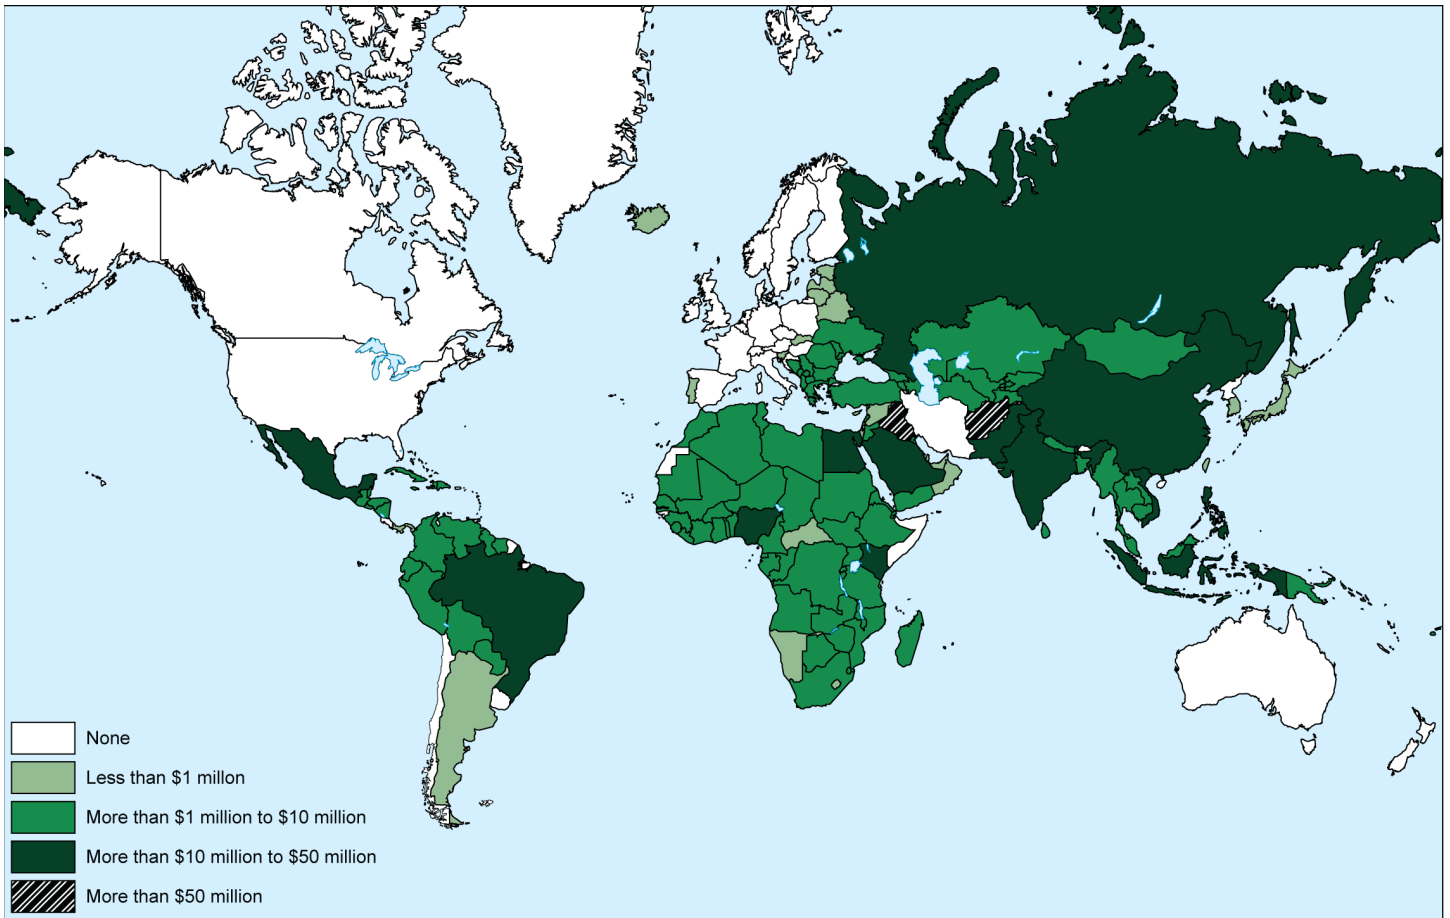 None
Less than $1 millon
More than $1 million to $10 million
More than $10 million to $50 million
More than $50 million